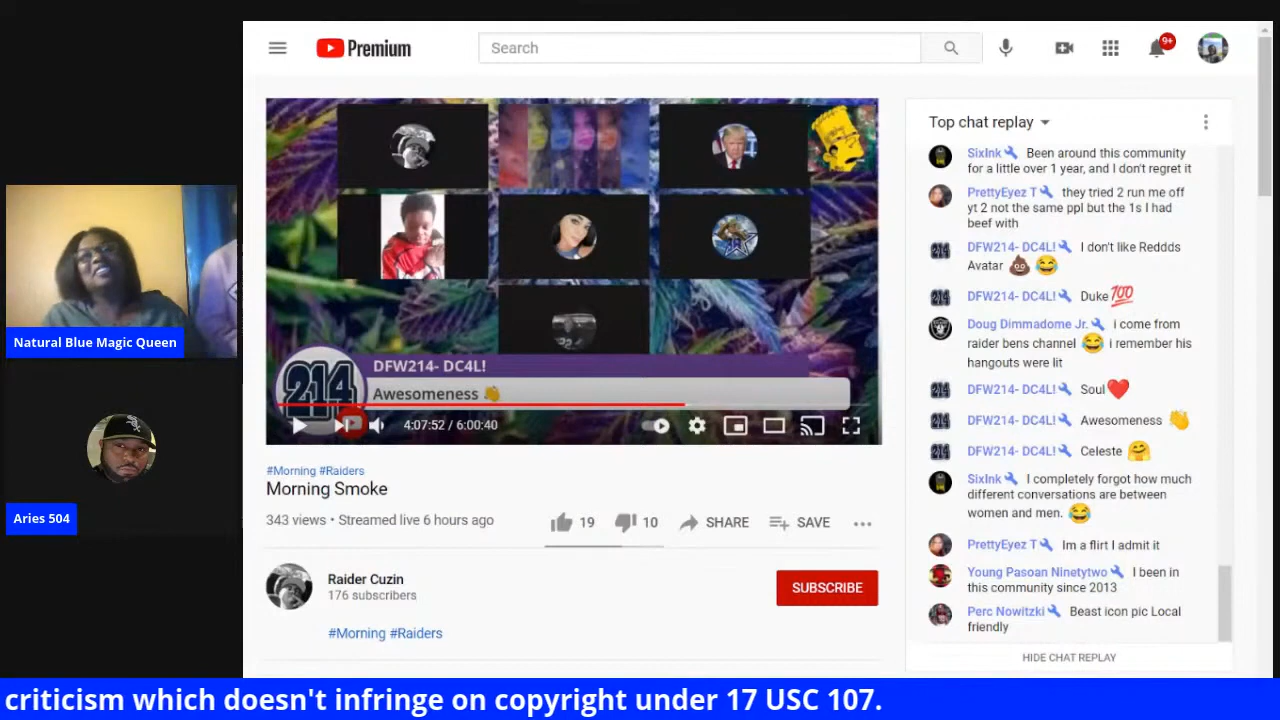 Premium
Search
9+
Top chat replay
SixInk Been around this community
for a little over 1 year, and I don't regret it
PrettyEyez T they tried 2 run me off
yt 2 not the same ppl but the 1s I had
beef with
DFW214- DC4L! I don't like Reddds
Avatar 💩 😂
DFW214- DC4L! Duke 💯
Doug Dimmadome Jr. i come from
raider bens channel 😂 i remember his
hangouts were lit
DFW214- DC4L! Soul ❤️
DFW214- DC4L! Awesomeness 👏
DFW214- DC4L! Celeste 🤗
SixInk I completely forgot how much
different conversations are between
women and men. 😂
PrettyEyez T Im a flirt I admit it
Young Pasoan Ninetytwo I been in
this community since 2013
Perc Nowitzki Beast icon pic Local
friendly
HIDE CHAT REPLAY
214
DFW214- DC4L!
Awesomeness 👏
4:07:52 / 6:00:40
#Morning #Raiders
Morning Smoke
343 views • Streamed live 6 hours ago
19
10
SHARE
SAVE
Raider Cuzin
176 subscribers
SUBSCRIBE
#Morning #Raiders
Natural Blue Magic Queen
Aries 504
criticism which doesn't infringe on copyright under 17 USC 107.